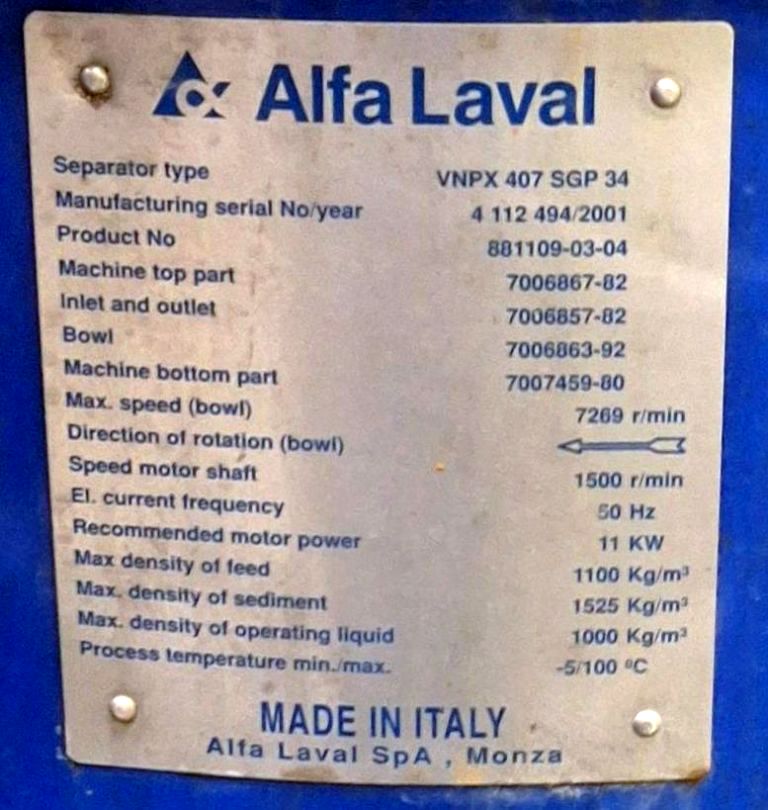 Alfa Laval
Separator type VNPX 407 SGP 34
Manufacturing serial No/year 4 112 494/2001
Product No 881109-03-04
Machine top part 7006867-82
Inlet and outlet 7006857-82
Bowl 7006863-92
Machine bottom part 7007459-80
Max. speed (bowl) 7269 r/min
Direction of rotation (bowl)
Speed motor shaft 1500 r/min
El. current frequency 50 Hz
Recommended motor power 11 KW
Max density of feed 1100 Kg/m³
Max. density of sediment 1525 Kg/m³
Max. density of operating liquid 1000 Kg/m³
Process temperature min./max. -5/100 ºC
MADE IN ITALY
Alfa Laval SpA , Monza